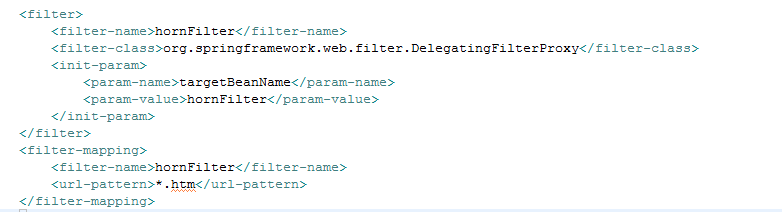 <filter>
<filter-name>hornFilter</filter-name>
<filter-class>org.springframework.web.filter.DelegatingFilterProxy</filter-class>
<init-param>
<param-name>targetBeanName</param-name>
<param-value>hornFilter</param-value>
</init-param>
</filter>
<filter-mapping>
<filter-name>hornFilter</filter-name>
<url-pattern>*.htm</url-pattern>
</filter-mapping>